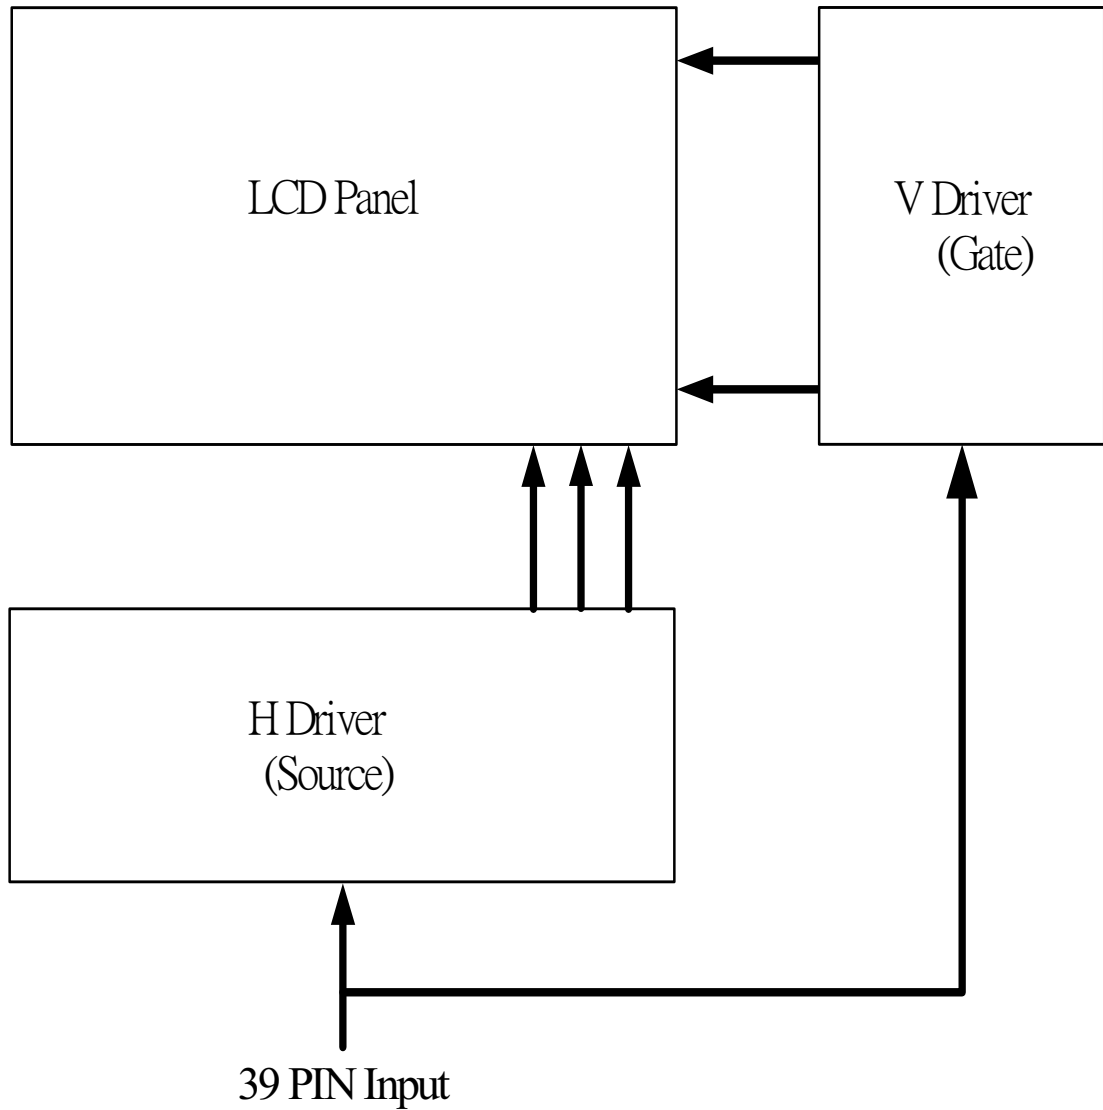 LCD Panel
V Driver
(Gate)
H Driver
(Source)
39 PIN Input